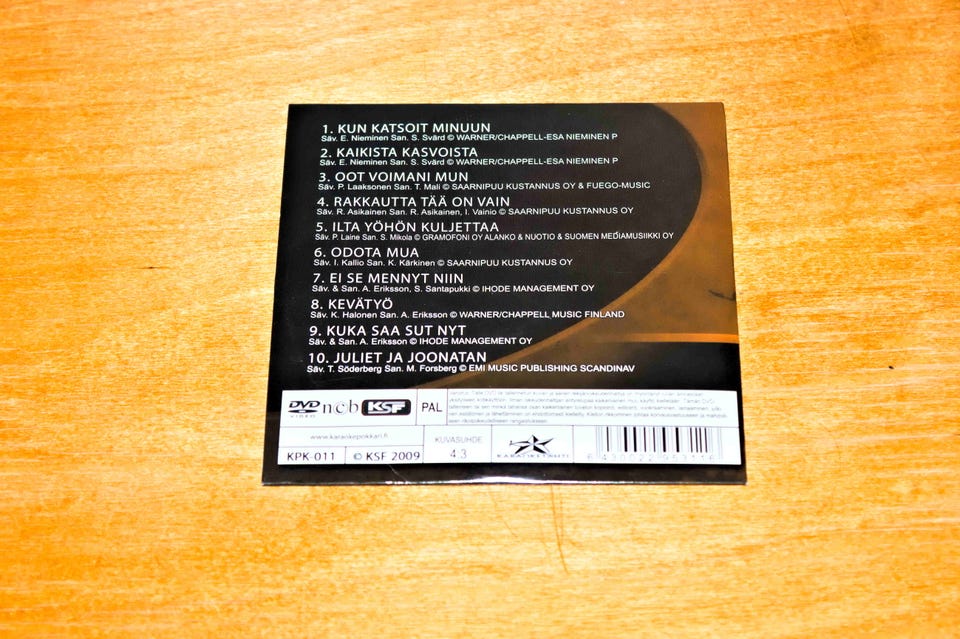 1. KUN KATSOIT MINUUN
Säv. E. Nieminen San. S. Svärd © WARNER/CHAPPELL-ESA NIEMINEN P
2. KAIKISTA KASVOISTA
Säv. E. Nieminen San. S. Svärd © WARNER/CHAPPELL-ESA NIEMINEN P
3. OOT VOIMANI MUN
Säv. P. Laaksonen San. T. Mali © SAARNIPUU KUSTANNUS OY & FUEGO-MUSIC
4. RAKKAUTTA TÄÄ ON VAIN
Säv. R. Asikainen San. R. Asikainen, I. Vainio © SAARNIPUU KUSTANNUS OY
5. ILTA YÖHÖN KULJETTAA
Säv. P. Laine San. S. Mikola © GRAMOFONI OY ALANKO & NUOTIO & SUOMEN MEDIAMUSIIKKI OY
6. ODOTA MUA
Säv. I. Kallio San. K. Kärkinen © SAARNIPUU KUSTANNUS OY
7. EI SE MENNYT NIIN
Säv. & San. A. Eriksson, S. Santapukki © IHODE MANAGEMENT OY
8. KEVÄTYÖ
Säv. K. Halonen San. A. Eriksson © WARNER/CHAPPELL MUSIC FINLAND
9. KUKA SAA SUT NYT
Säv. & San. A. Eriksson © IHODE MANAGEMENT OY
10. JULIET JA JOONATAN
Säv. T. Söderberg San. M. Forsberg © EMI MUSIC PUBLISHING SCANDINAV
DVD VIDEO ncb KSF PAL
www.karaokepokkari.fi
KUVASUHDE
4:3
KPK-011 © KSF 2009
6 430022 953116